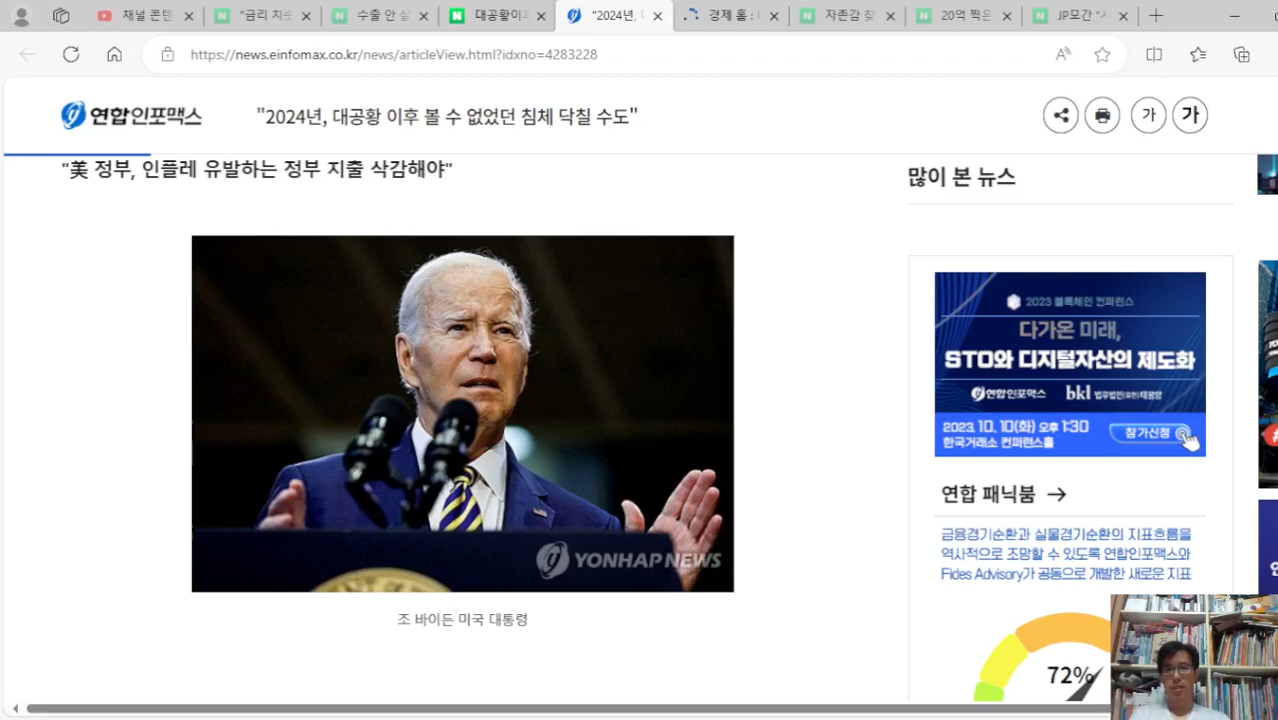 채널 콘텐
"금리 치솟
수출 안 살
대공황이
"2024년,
경제 홈
자존감 찾
20억 찍은
JP모간
https://news.einfomax.co.kr/news/articleView.html?idxno=4283228
연합인포맥스
"2024년, 대공황 이후 볼 수 없었던 침체 닥칠 수도"
가
가
"美 정부, 인플레 유발하는 정부 지출 삭감해야"
많이 본 뉴스
2023 블록체인 컨퍼런스
다가온 미래,
STO와 디지털자산의 제도화
연합인포맥스
bkl 법무법인(유한)태평양
2023. 10. 10(화) 오후 1:30
한국거래소 컨퍼런스홀
참가신청
YONHAP NEWS
조 바이든 미국 대통령
연합 패닉붐 →
금융경기순환과 실물경기순환의 지표흐름을
역사적으로 조망할 수 있도록 연합인포맥스와
Fides Advisory가 공동으로 개발한 새로운 지표
72%